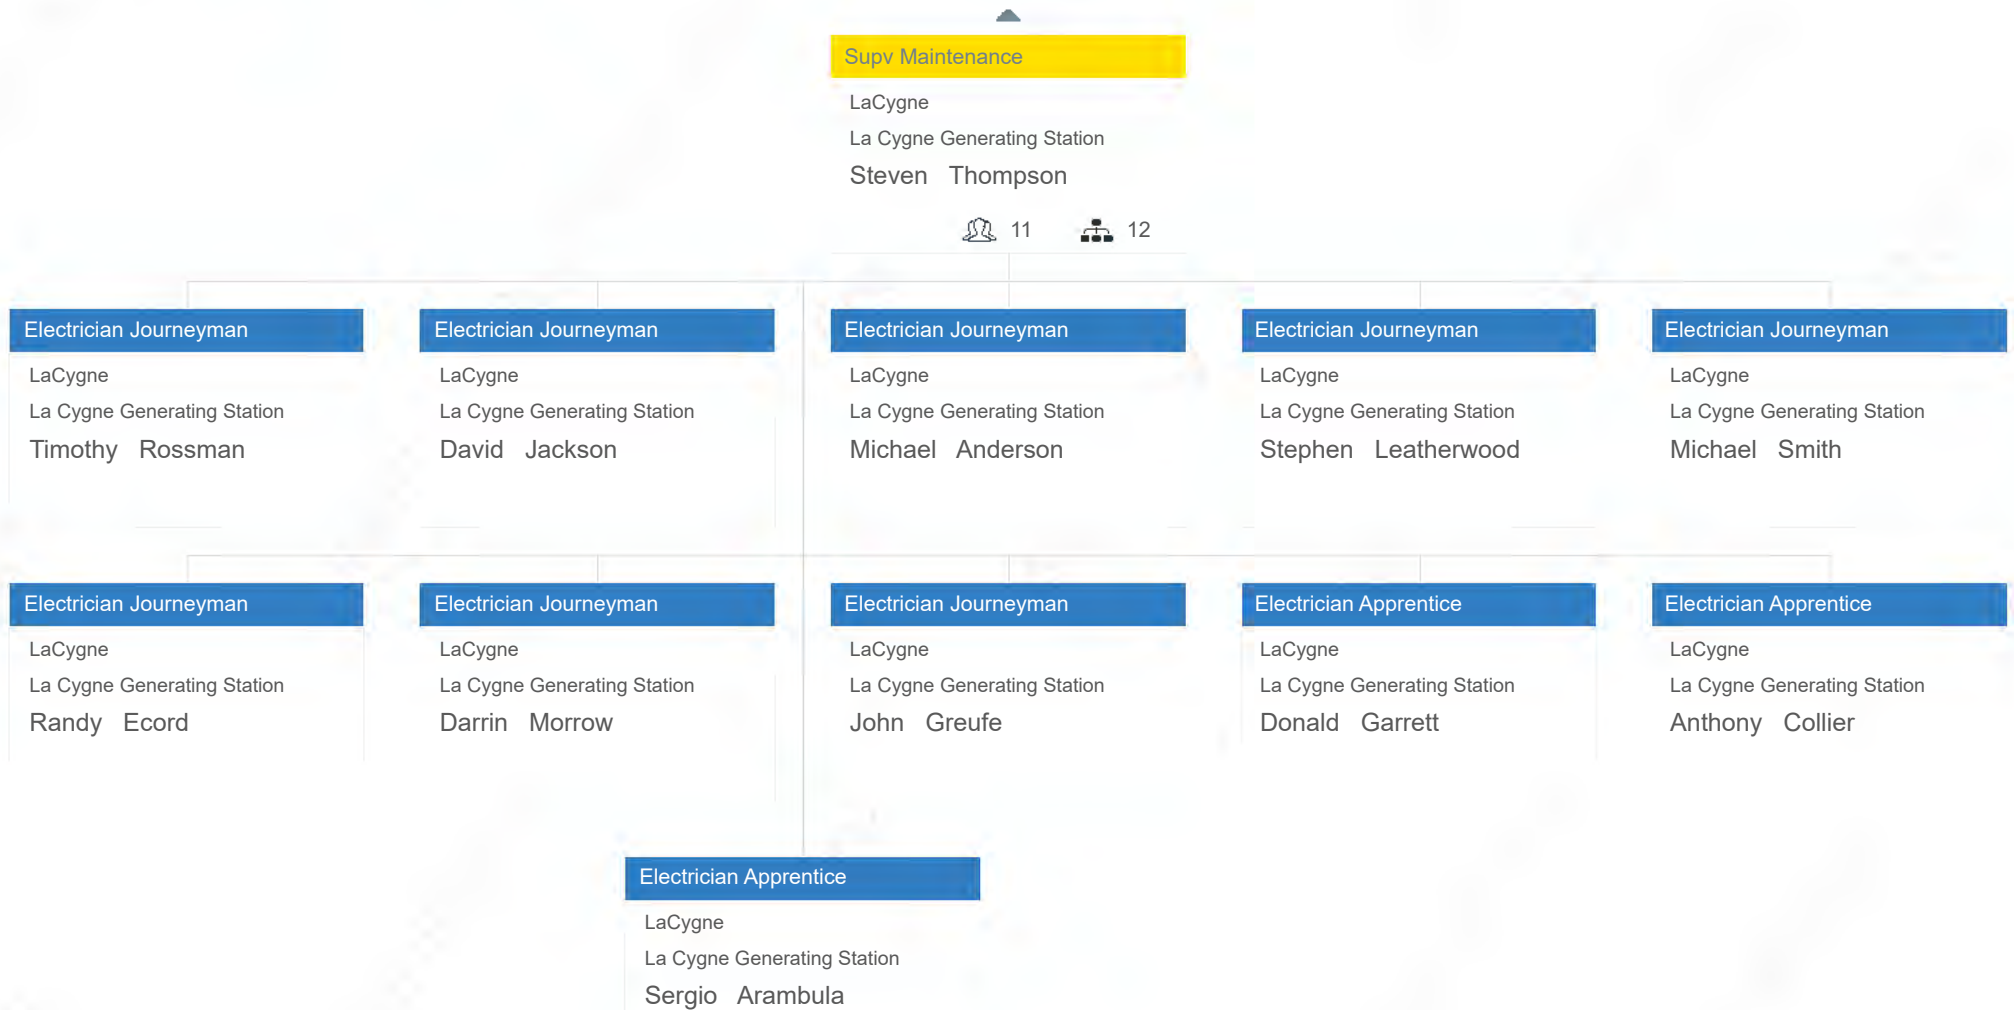 Supv Maintenance
LaCygne
La Cygne Generating Station
Steven Thompson
11 12
Electrician Journeyman
LaCygne
La Cygne Generating Station
Timothy Rossman
Electrician Journeyman
LaCygne
La Cygne Generating Station
David Jackson
Electrician Journeyman
LaCygne
La Cygne Generating Station
Michael Anderson
Electrician Journeyman
LaCygne
La Cygne Generating Station
Stephen Leatherwood
Electrician Journeyman
LaCygne
La Cygne Generating Station
Michael Smith
Electrician Journeyman
LaCygne
La Cygne Generating Station
Randy Ecord
Electrician Journeyman
LaCygne
La Cygne Generating Station
Darrin Morrow
Electrician Journeyman
LaCygne
La Cygne Generating Station
John Greufe
Electrician Apprentice
LaCygne
La Cygne Generating Station
Donald Garrett
Electrician Apprentice
LaCygne
La Cygne Generating Station
Anthony Collier
Electrician Apprentice
LaCygne
La Cygne Generating Station
Sergio Arambula